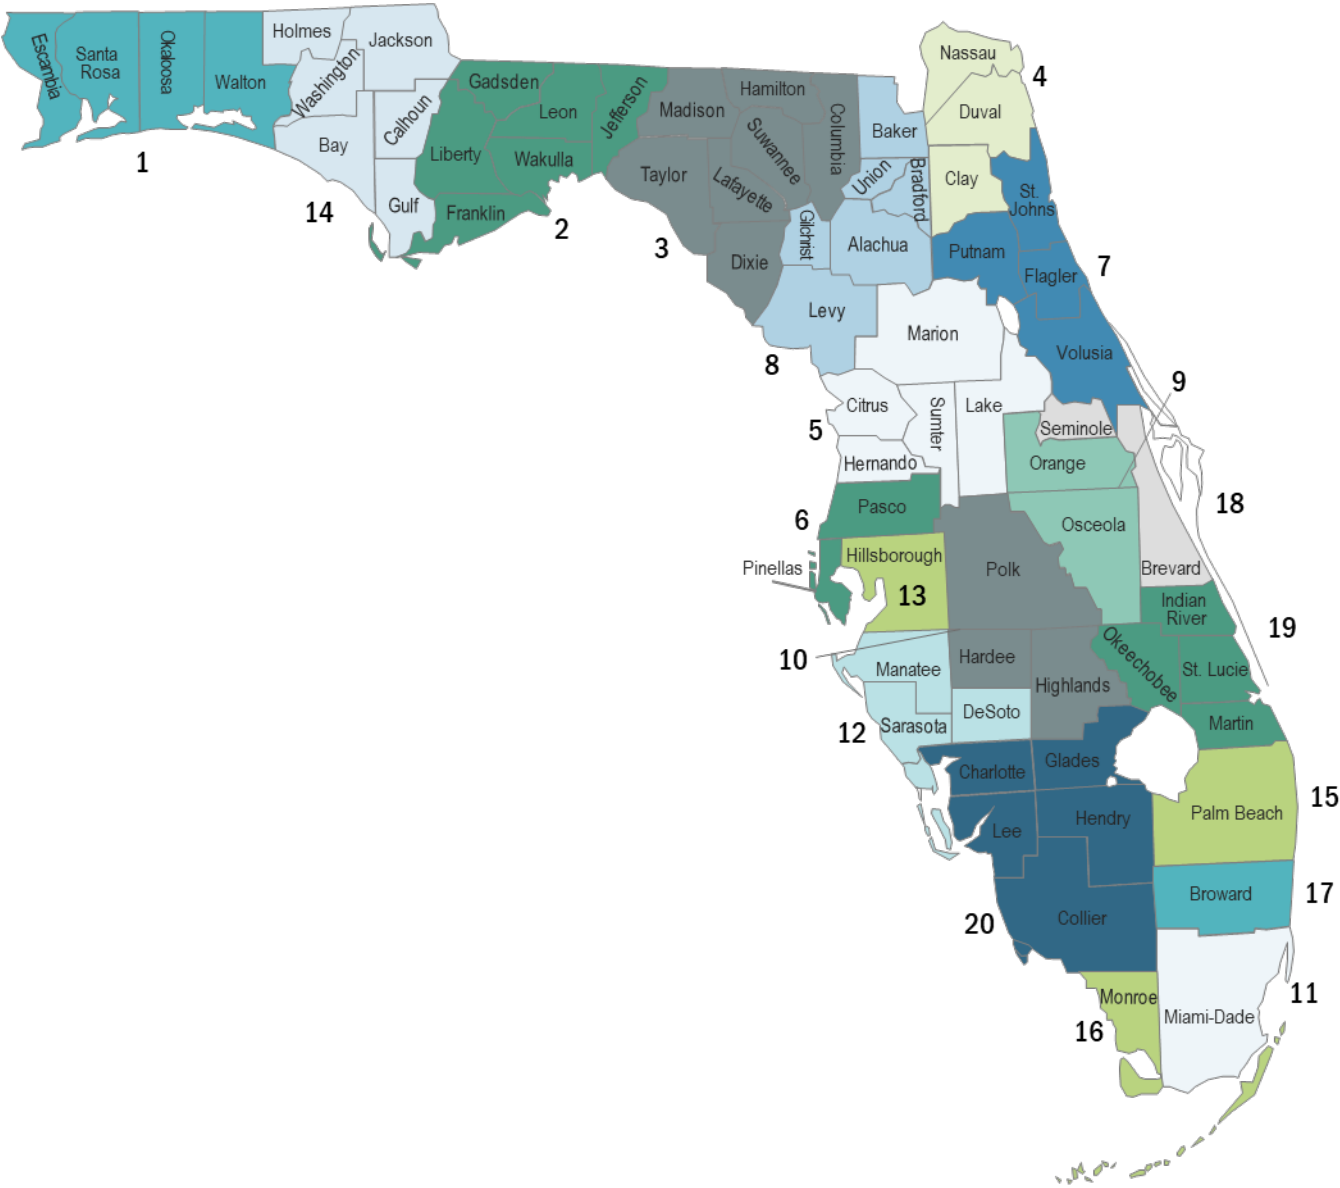 Holmes
Jackson
Escambia
Santa
Rosa
Okaloosa
Walton
Washington
Nassau
4
Gadsden
Leon
Jefferson
Madison
Hamilton
Columbia
Duval
Calhoun
Bay
1
Liberty
Wakulla
Suwannee
Baker
Taylor
Lafayette
Union
Bradford
Clay
St.
Johns
14
Gulf
Franklin
2
3
Dixie
Gilchrist
Alachua
Putnam
Flagler
7
Levy
Marion
Volusia
8
9
Citrus
Sumter
Lake
5
Seminole
Hernando
Orange
6
Pasco
18
Osceola
Pinellas
Hillsborough
13
Polk
Brevard
Indian
River
19
10
Manatee
Hardee
Highlands
Okeechobee
St. Lucie
12
Sarasota
DeSoto
Martin
Charlotte
Glades
15
Palm Beach
Lee
Hendry
Broward
17
20
Collier
Monroe
11
16
Miami-Dade